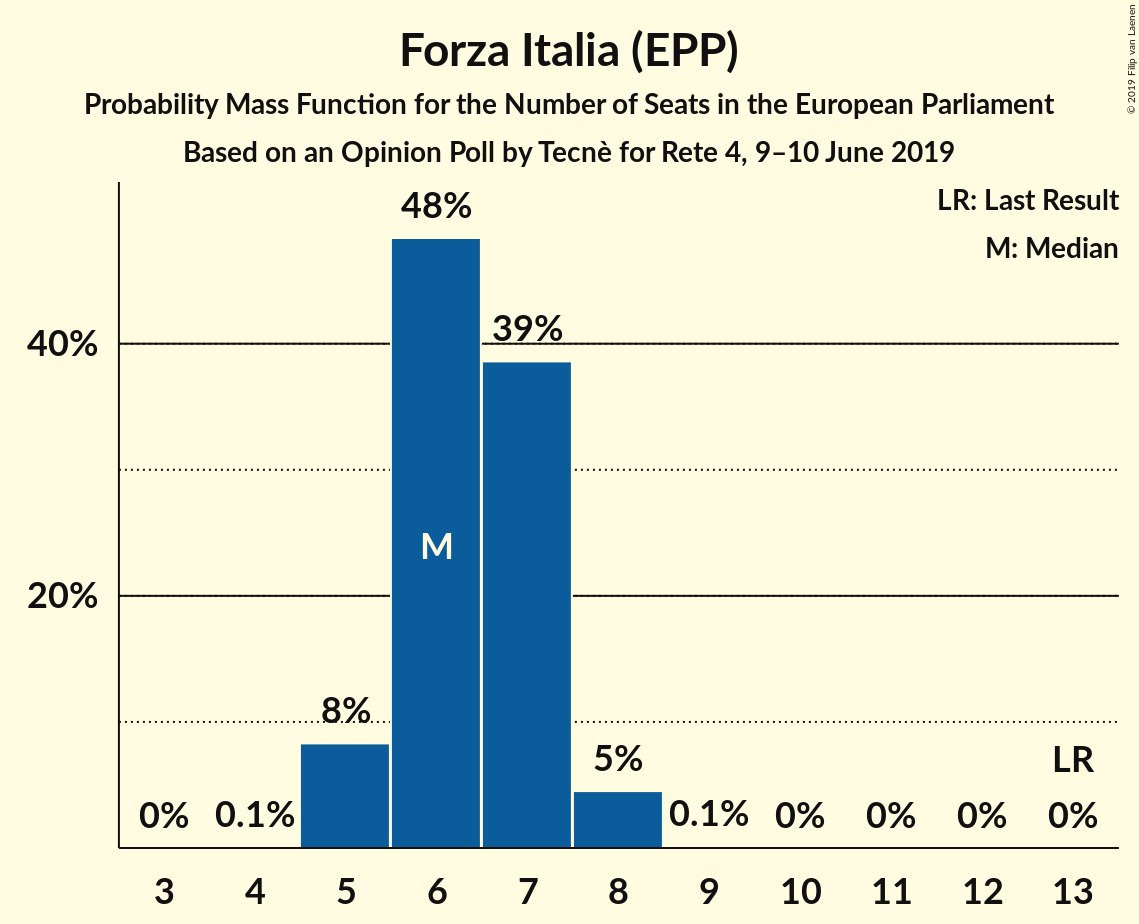 Forza Italia (EPP)
Probability Mass Function for the Number of Seats in the European Parliament
Based on an Opinion Poll by Tecnè for Rete 4, 9–10 June 2019
© 2019 Filip van Laenen
LR: Last Result
M: Median
48%
39%
40%
M
20%
8%
5%
LR
0%
0.1%
0.1%
0%
0%
0%
0%
3 4 5 6 7 8 9 10 11 12 13